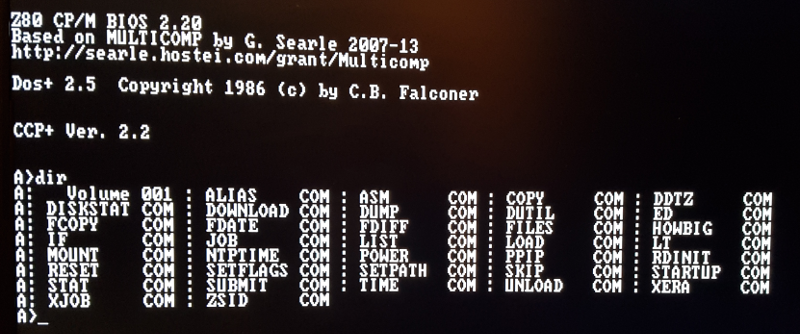 Z80 CP/M BIOS 2.20
Based on MULTICOMP by G. Searle 2007-13
http://searle.hostei.com/grant/Multicomp
Dos+ 2.5  Copyright 1986 (c) by C.B. Falconer
CCP+ Ver. 2.2
A>dir
A:   Volume 001 : ALIAS    COM : ASM      COM : COPY     COM : DDTZ     COM
A: DISKSTAT COM : DOWNLOAD COM : DUMP     COM : DUTIL    COM : ED       COM
A: FCOPY    COM : FDATE    COM : FDIFF    COM : FILES    COM : HOWBIG   COM
A: IF       COM : JOB      COM : LIST     COM : LOAD     COM : LT       COM
A: MOUNT    COM : NTPTIME  COM : POWER    COM : PPIP     COM : RDINIT   COM
A: RESET    COM : SETFLAGS COM : SETPATH  COM : SKIP     COM : STARTUP  COM
A: STAT     COM : SUBMIT   COM : TIME     COM : UNLOAD   COM : XERA     COM
A: XJOB     COM : ZSID     COM
A>_